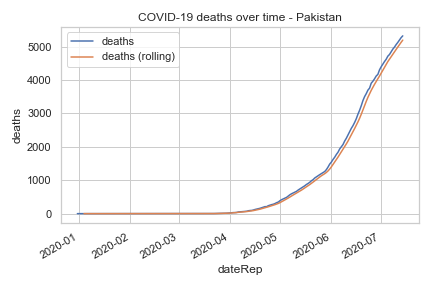 COVID-19 deaths over time - Pakistan
deaths
deaths (rolling)
5000
4000
3000
2000
1000
0
deaths
2020-01
2020-02
2020-03
2020-04
2020-05
2020-06
2020-07
dateRep